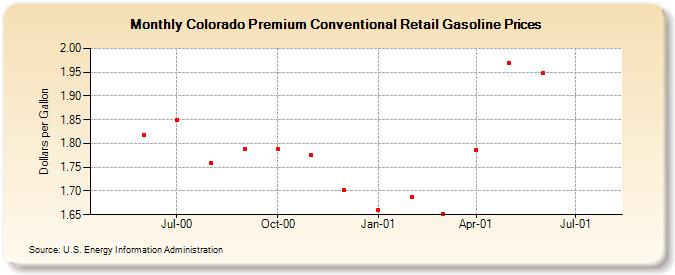 Monthly Colorado Premium Conventional Retail Gasoline Prices
Dollars per Gallon
2.00
1.95
1.90
1.85
1.80
1.75
1.70
1.65
Jul-00
Oct-00
Jan-01
Apr-01
Jul-01
Source: U.S. Energy Information Administration